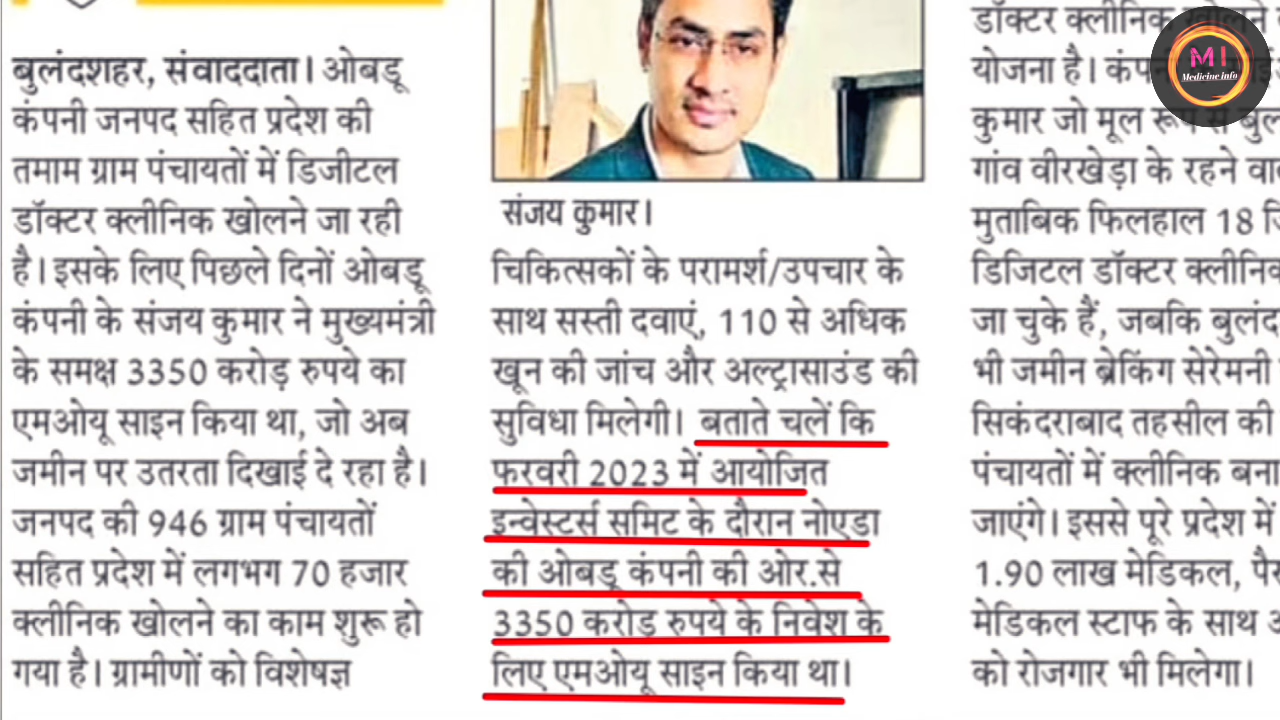 बुलंदशहर, संवाददाता। ओबडू
कंपनी जनपद सहित प्रदेश की
तमाम ग्राम पंचायतों में डिजीटल
डॉक्टर क्लीनिक खोलने जा रही
है। इसके लिए पिछले दिनों ओबडू
कंपनी के संजय कुमार ने मुख्यमंत्री
के समक्ष 3350 करोड़ रुपये का
एमओयू साइन किया था, जो अब
जमीन पर उतरता दिखाई दे रहा है।
जनपद की 946 ग्राम पंचायतों
सहित प्रदेश में लगभग 70 हजार
क्लीनिक खोलने का काम शुरू हो
गया है। ग्रामीणों को विशेषज्ञ
संजय कुमार।
चिकित्सकों के परामर्श/उपचार के
साथ सस्ती दवाएं, 110 से अधिक
खून की जांच और अल्ट्रासाउंड की
सुविधा मिलेगी। बताते चलें कि
फरवरी 2023 में आयोजित
इन्वेस्टर्स समिट के दौरान नोएडा
की ओबडू कंपनी की ओर.से
3350 करोड़ रुपये के निवेश के
लिए एमओयू साइन किया था।
डॉक्टर क्लीनिक खोलने
योजना है।
कुमार जो मूल रूप से
गांव वीरखेड़ा के रहने
मुताबिक फिलहाल 18
डिजिटल डॉक्टर
जा चुके हैं, जबकि
भी जमीन ब्रेकिंग सेरेमनी
सिकंदराबाद तहसील की
पंचायतों में क्लीनिक
जाएंगे। इससे पूरे प्रदेश में
1.90 लाख मेडिकल,
मेडिकल स्टाफ के साथ
को रोजगार भी मिलेगा।
MI
Medicine info